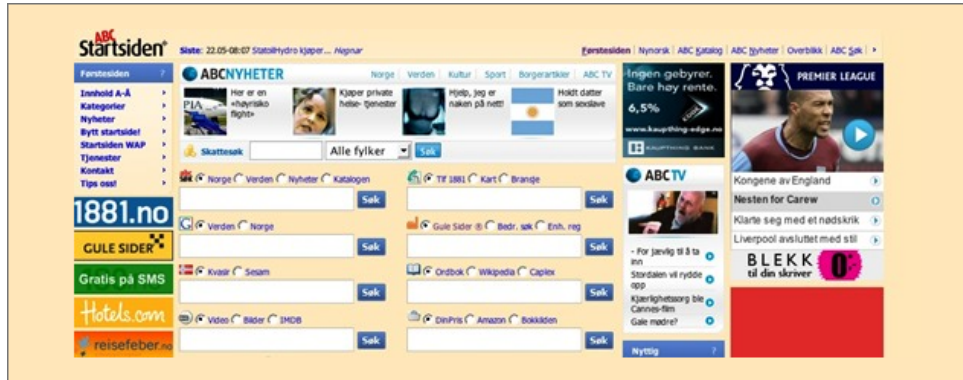 ABC
Startsiden
Siste: 22.05-08:07 StatoilHydro kjøper... Hegnar
Førstesiden | Nynorsk | ABC Katalog | ABC Nyheter | Overblikk | ABC Søk |
Førstesiden ?
Innhold A-Å
Kategorier
Nyheter
Bytt startside!
Startsiden WAP
Tjenester
Kontakt
Tips oss!
1881.no
GULE SIDER
Gratis på SMS
Hotels.com
reisefeber.no
ABCNYHETER
Norge | Verden | Kultur | Sport | Borgerartikler | ABC TV
PIA
Her er en
«høyrisiko
flight»
Kjøper private
helse- tjenester
Hjelp, jeg er
naken på nett!
Holdt datter
som sexslave
Skattesøk
Alle fylker
Søk
Norge Verden Nyheter Katalogen
Søk
Tlf 1881 Kart Bransje
Søk
Verden Norge
Søk
Gule Sider ® Bedr. søk Enh. reg
Søk
Kvasir Sesam
Søk
Ordbok Wikipedia Caplex
Søk
Video Bilder IMDB
Søk
DinPris Amazon Bokkilden
Søk
Ingen gebyrer.
Bare høy rente.
6,5%
www.kaupthing-edge.no
KAUPTHING BANK
ABCTV
- For jævlig til å ta
inn
Stordalen vil rydde
opp
Kjærlighetssorg ble
Cannes-film
Gale mødre?
Nyttig ?
PREMIER LEAGUE
Kongene av England
Nesten for Carew
Klarte seg med et nødskrik
Liverpool avsluttet med stil
BLEKK
til din skriver